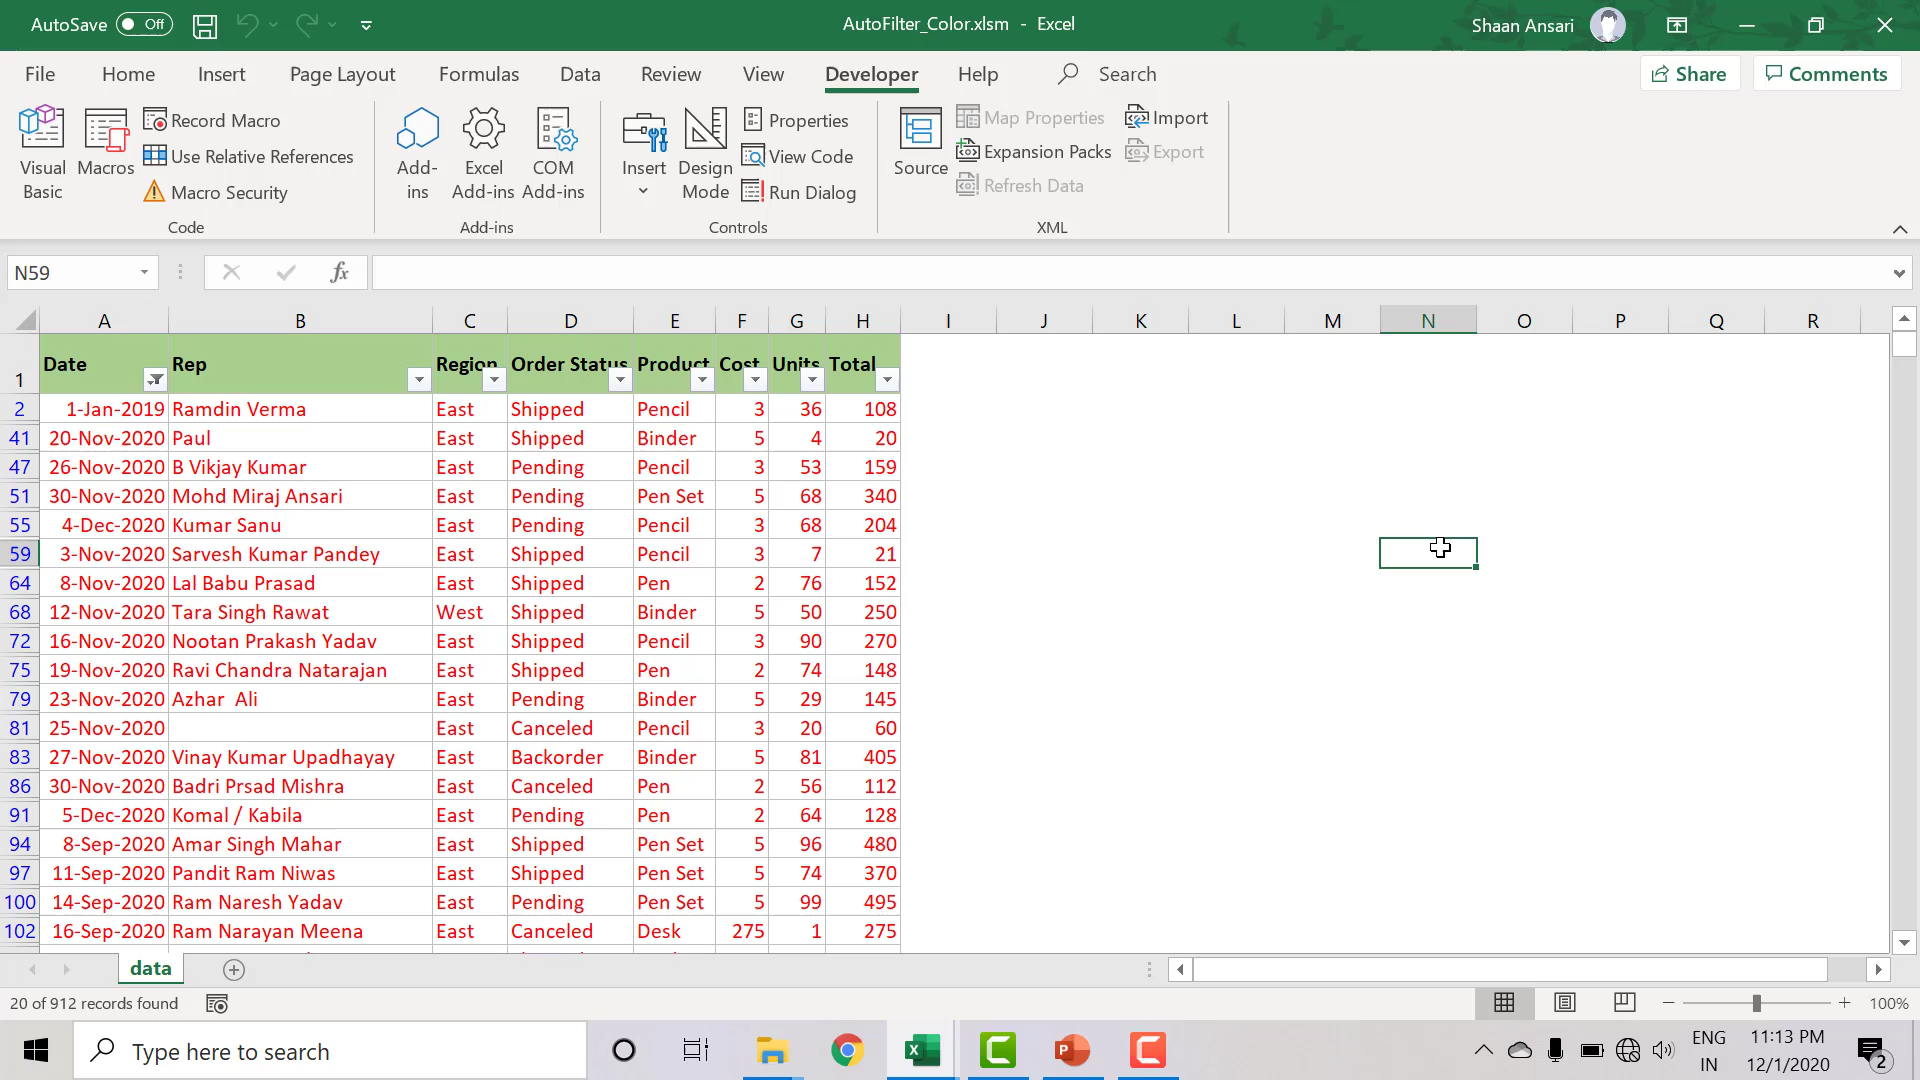 AutoSave Off AutoFilter_Color.xlsm - Excel Shaan Ansari
File Home Insert Page Layout Formulas Data Review View Developer Help Search Share Comments
Visual Basic
Macros
Record Macro
Use Relative References
Macro Security
Code
Add-ins
Excel Add-ins
COM Add-ins
Add-ins
Insert
Design Mode
Properties
View Code
Run Dialog
Controls
Source
Map Properties
Expansion Packs
Refresh Data
Import
Export
XML
N59 fx
A B C D E F G H I J K L M N O P Q R
1 Date Rep Region Order Status Product Cost Units Total
2 1-Jan-2019 Ramdin Verma East Shipped Pencil 3 36 108
41 20-Nov-2020 Paul East Shipped Binder 5 4 20
47 26-Nov-2020 B Vikjay Kumar East Pending Pencil 3 53 159
51 30-Nov-2020 Mohd Miraj Ansari East Pending Pen Set 5 68 340
55 4-Dec-2020 Kumar Sanu East Pending Pencil 3 68 204
59 3-Nov-2020 Sarvesh Kumar Pandey East Shipped Pencil 3 7 21
64 8-Nov-2020 Lal Babu Prasad East Shipped Pen 2 76 152
68 12-Nov-2020 Tara Singh Rawat West Shipped Binder 5 50 250
72 16-Nov-2020 Nootan Prakash Yadav East Shipped Pencil 3 90 270
75 19-Nov-2020 Ravi Chandra Natarajan East Shipped Pen 2 74 148
79 23-Nov-2020 Azhar  Ali East Pending Binder 5 29 145
81 25-Nov-2020 East Canceled Pencil 3 20 60
83 27-Nov-2020 Vinay Kumar Upadhayay East Backorder Binder 5 81 405
86 30-Nov-2020 Badri Prsad Mishra East Canceled Pen 2 56 112
91 5-Dec-2020 Komal / Kabila East Pending Pen 2 64 128
94 8-Sep-2020 Amar Singh Mahar East Shipped Pen Set 5 96 480
97 11-Sep-2020 Pandit Ram Niwas East Shipped Pen Set 5 74 370
100 14-Sep-2020 Ram Naresh Yadav East Pending Pen Set 5 99 495
102 16-Sep-2020 Ram Narayan Meena East Canceled Desk 275 1 275
data
20 of 912 records found 100%
Type here to search ENG IN 11:13 PM 12/1/2020 2